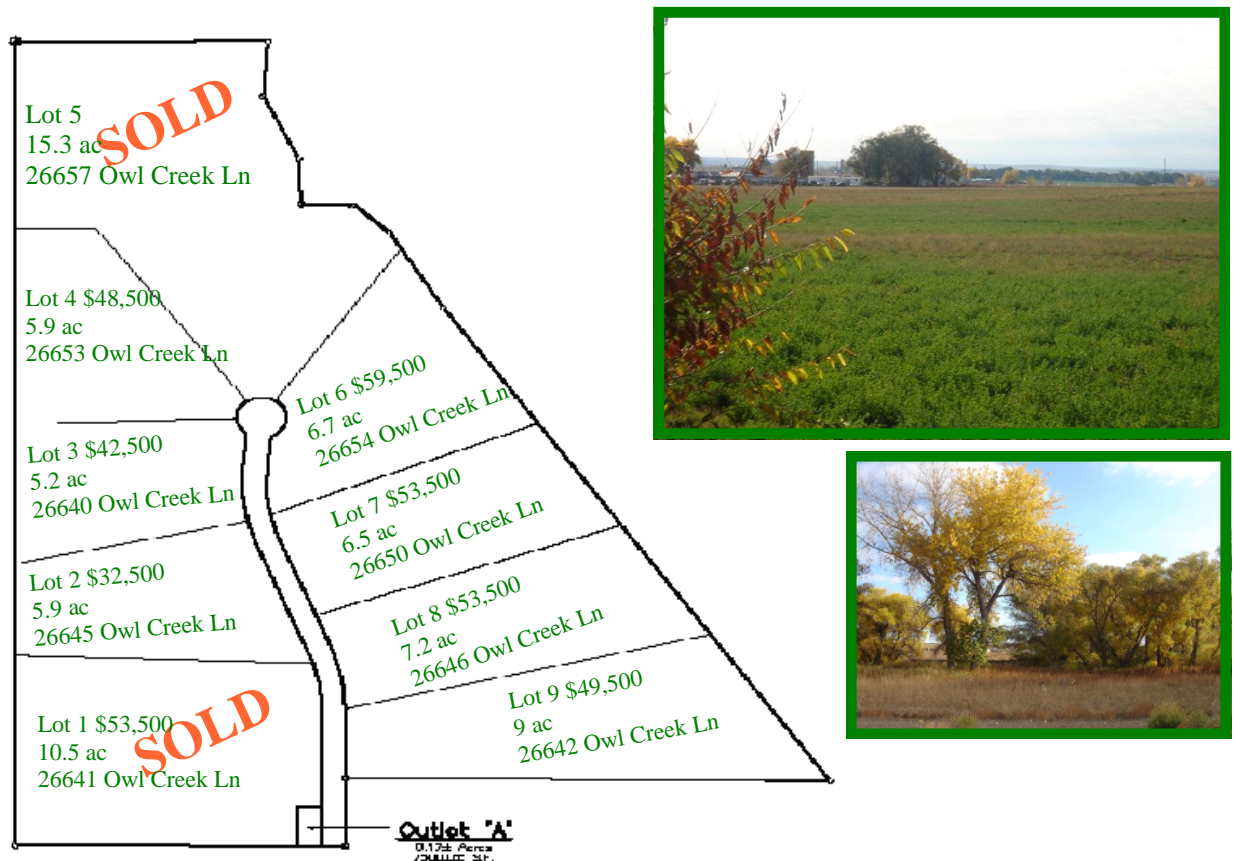 Lot 5
15.3 ac
26657 Owl Creek Ln
SOLD
Lot 4 $48,500
5.9 ac
26653 Owl Creek Ln
Lot 6 $59,500
6.7 ac
26654 Owl Creek Ln
Lot 3 $42,500
5.2 ac
26640 Owl Creek Ln
Lot 7 $53,500
6.5 ac
26650 Owl Creek Ln
Lot 2 $32,500
5.9 ac
26645 Owl Creek Ln
Lot 8 $53,500
7.2 ac
26646 Owl Creek Ln
Lot 9 $49,500
9 ac
26642 Owl Creek Ln
Lot 1 $53,500
10.5 ac
26641 Owl Creek Ln
SOLD
Outlot "A"
0.17± Acres